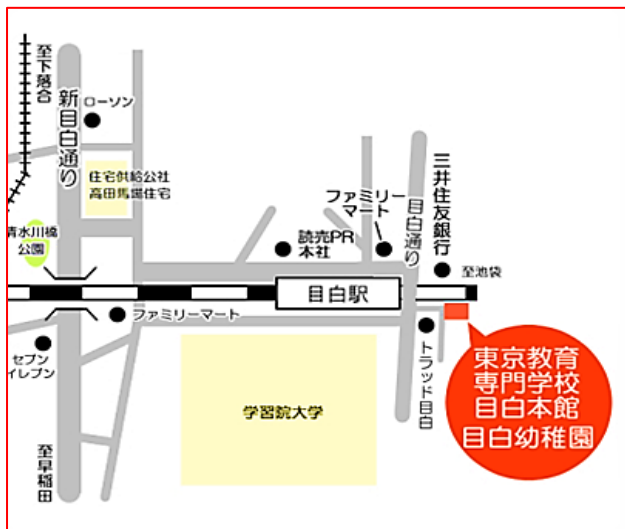 至下落合
新目白通り
ローソン
住宅供給公社
高田馬場住宅
清水川橋
公園
ファミリーマート
セブン
イレブン
至早稲田
読売PR
本社
ファミリー
マート
目白通り
三井住友銀行
至池袋
目白駅
トラッド目白
学習院大学
東京教育
専門学校
目白本館
目白幼稚園